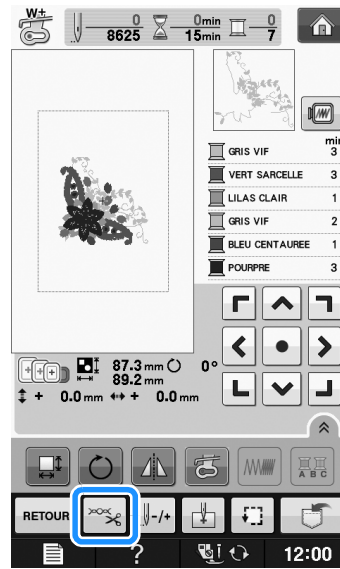 W+
0 0min 0
8625 15min 7
min
GRIS VIF 3
VERT SARCELLE 3
LILAS CLAIR 1
GRIS VIF 2
BLEU CENTAUREE 1
POURPRE 3
87.3 mm 0°
89.2 mm
+ 0.0 mm + 0.0 mm
A B C
RETOUR -/+
? 12:00